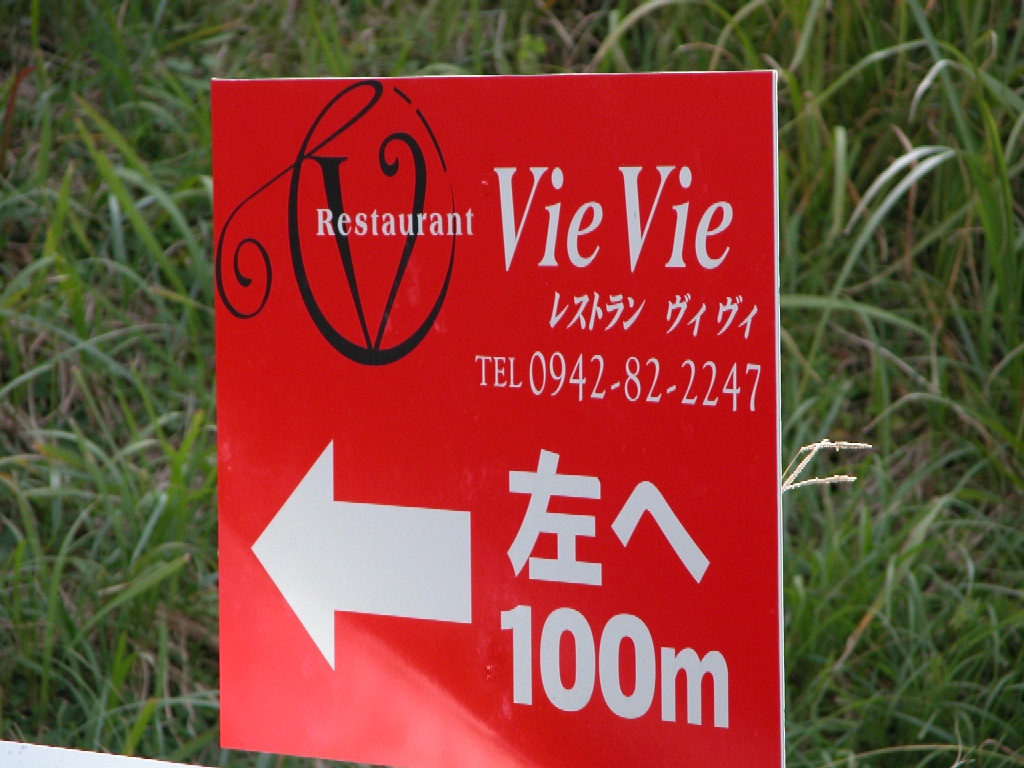 Restaurant Vie Vie
レストラン ヴィヴィ
TEL 0942-82-2247
左へ
100m